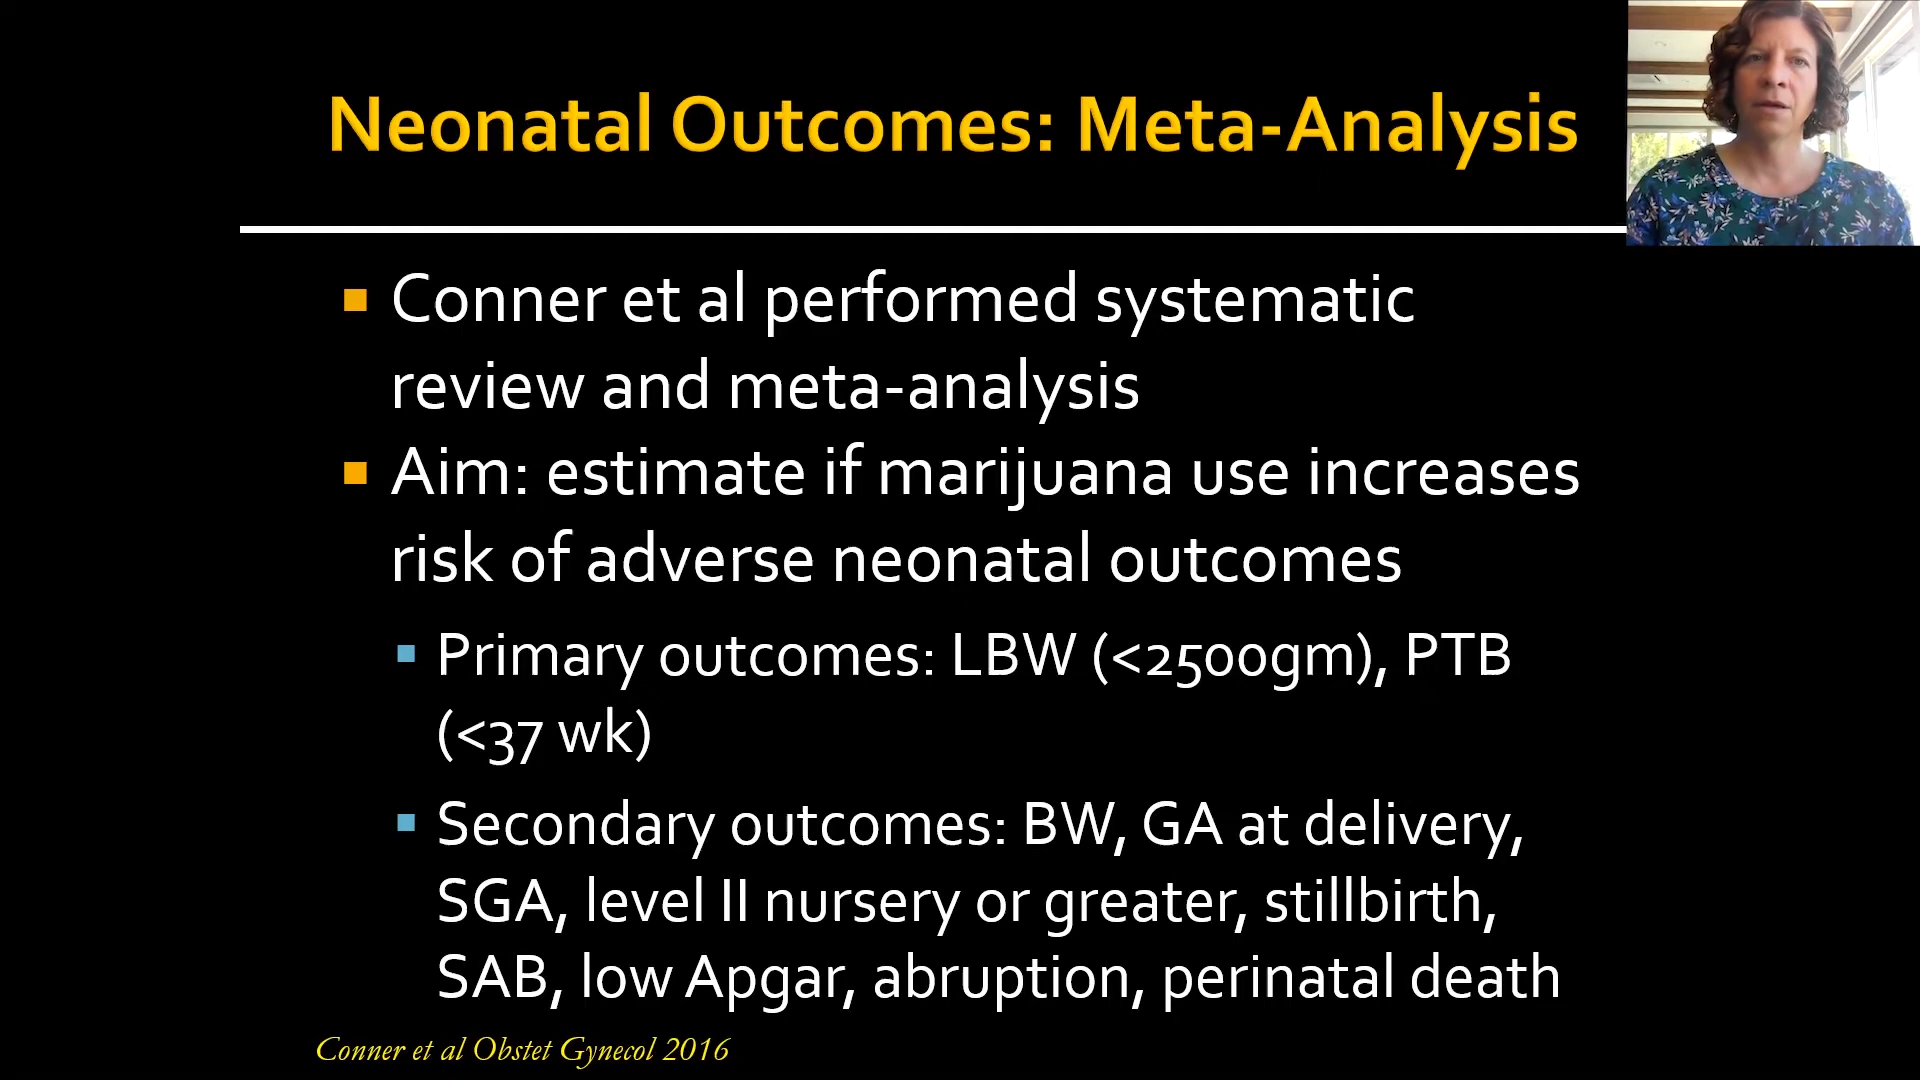 Neonatal Outcomes: Meta-Analysis
Conner et al performed systematic
review and meta-analysis
Aim: estimate if marijuana use increases
risk of adverse neonatal outcomes
Primary outcomes: LBW (<2500gm), PTB
(<37 wk)
Secondary outcomes: BW, GA at delivery,
SGA, level II nursery or greater, stillbirth,
SAB, low Apgar, abruption, perinatal death
Conner et al Obstet Gynecol 2016